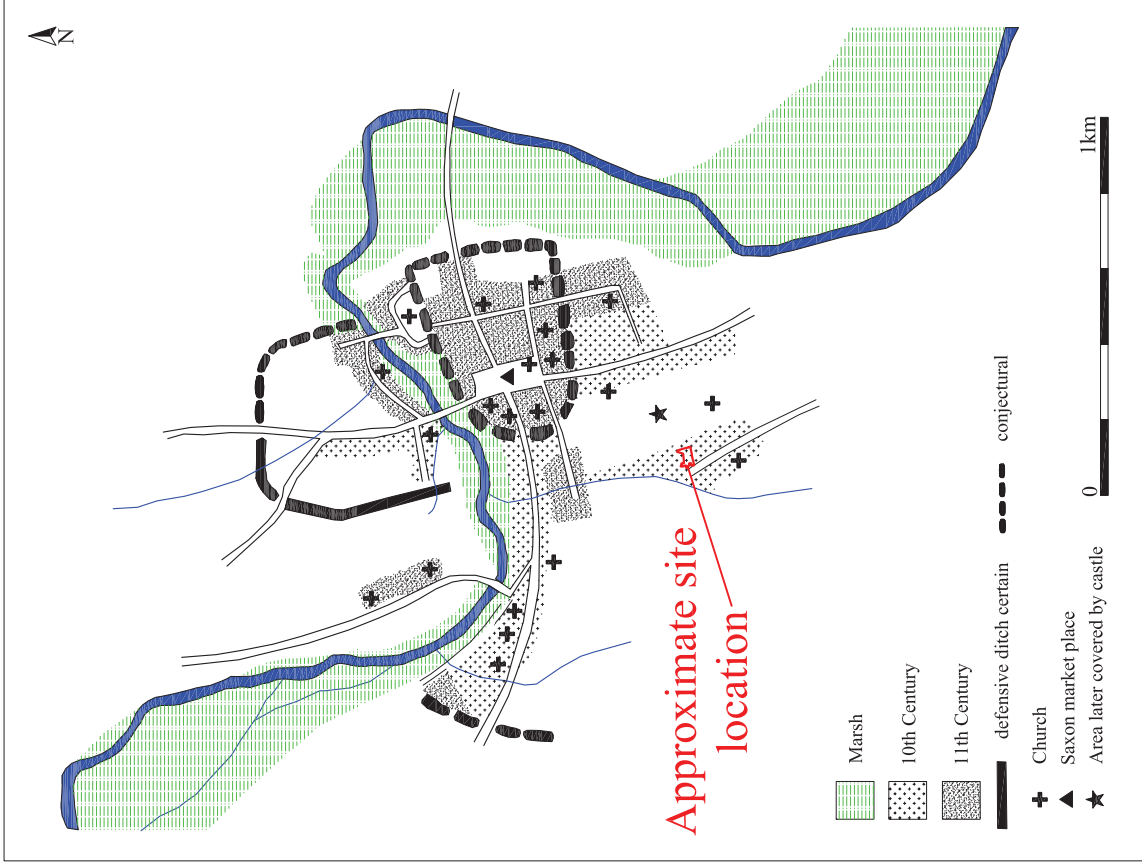 N
Approximate site
location
Marsh
10th Century
11th Century
defensive ditch certain
conjectural
Church
Saxon market place
Area later covered by castle
0
1km